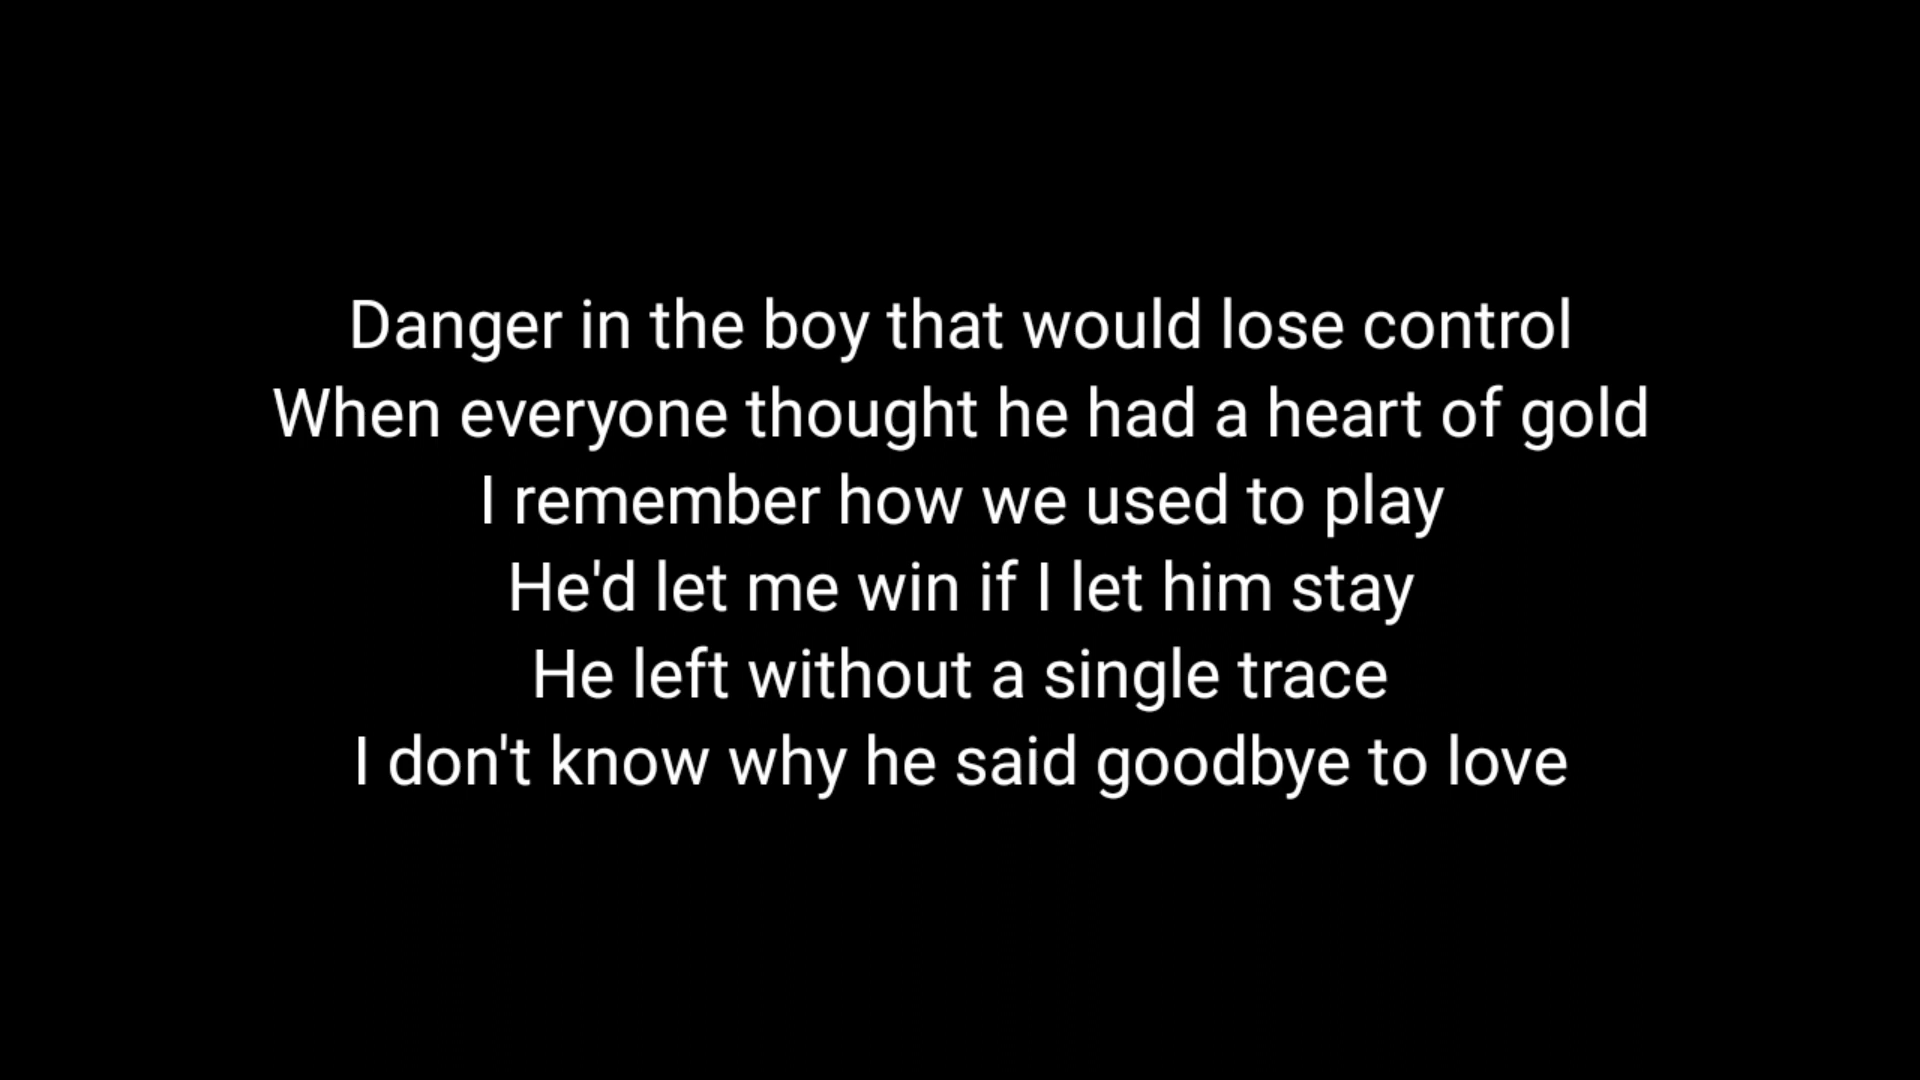 Danger in the boy that would lose control
When everyone thought he had a heart of gold
I remember how we used to play
He'd let me win if I let him stay
He left without a single trace
I don't know why he said goodbye to love